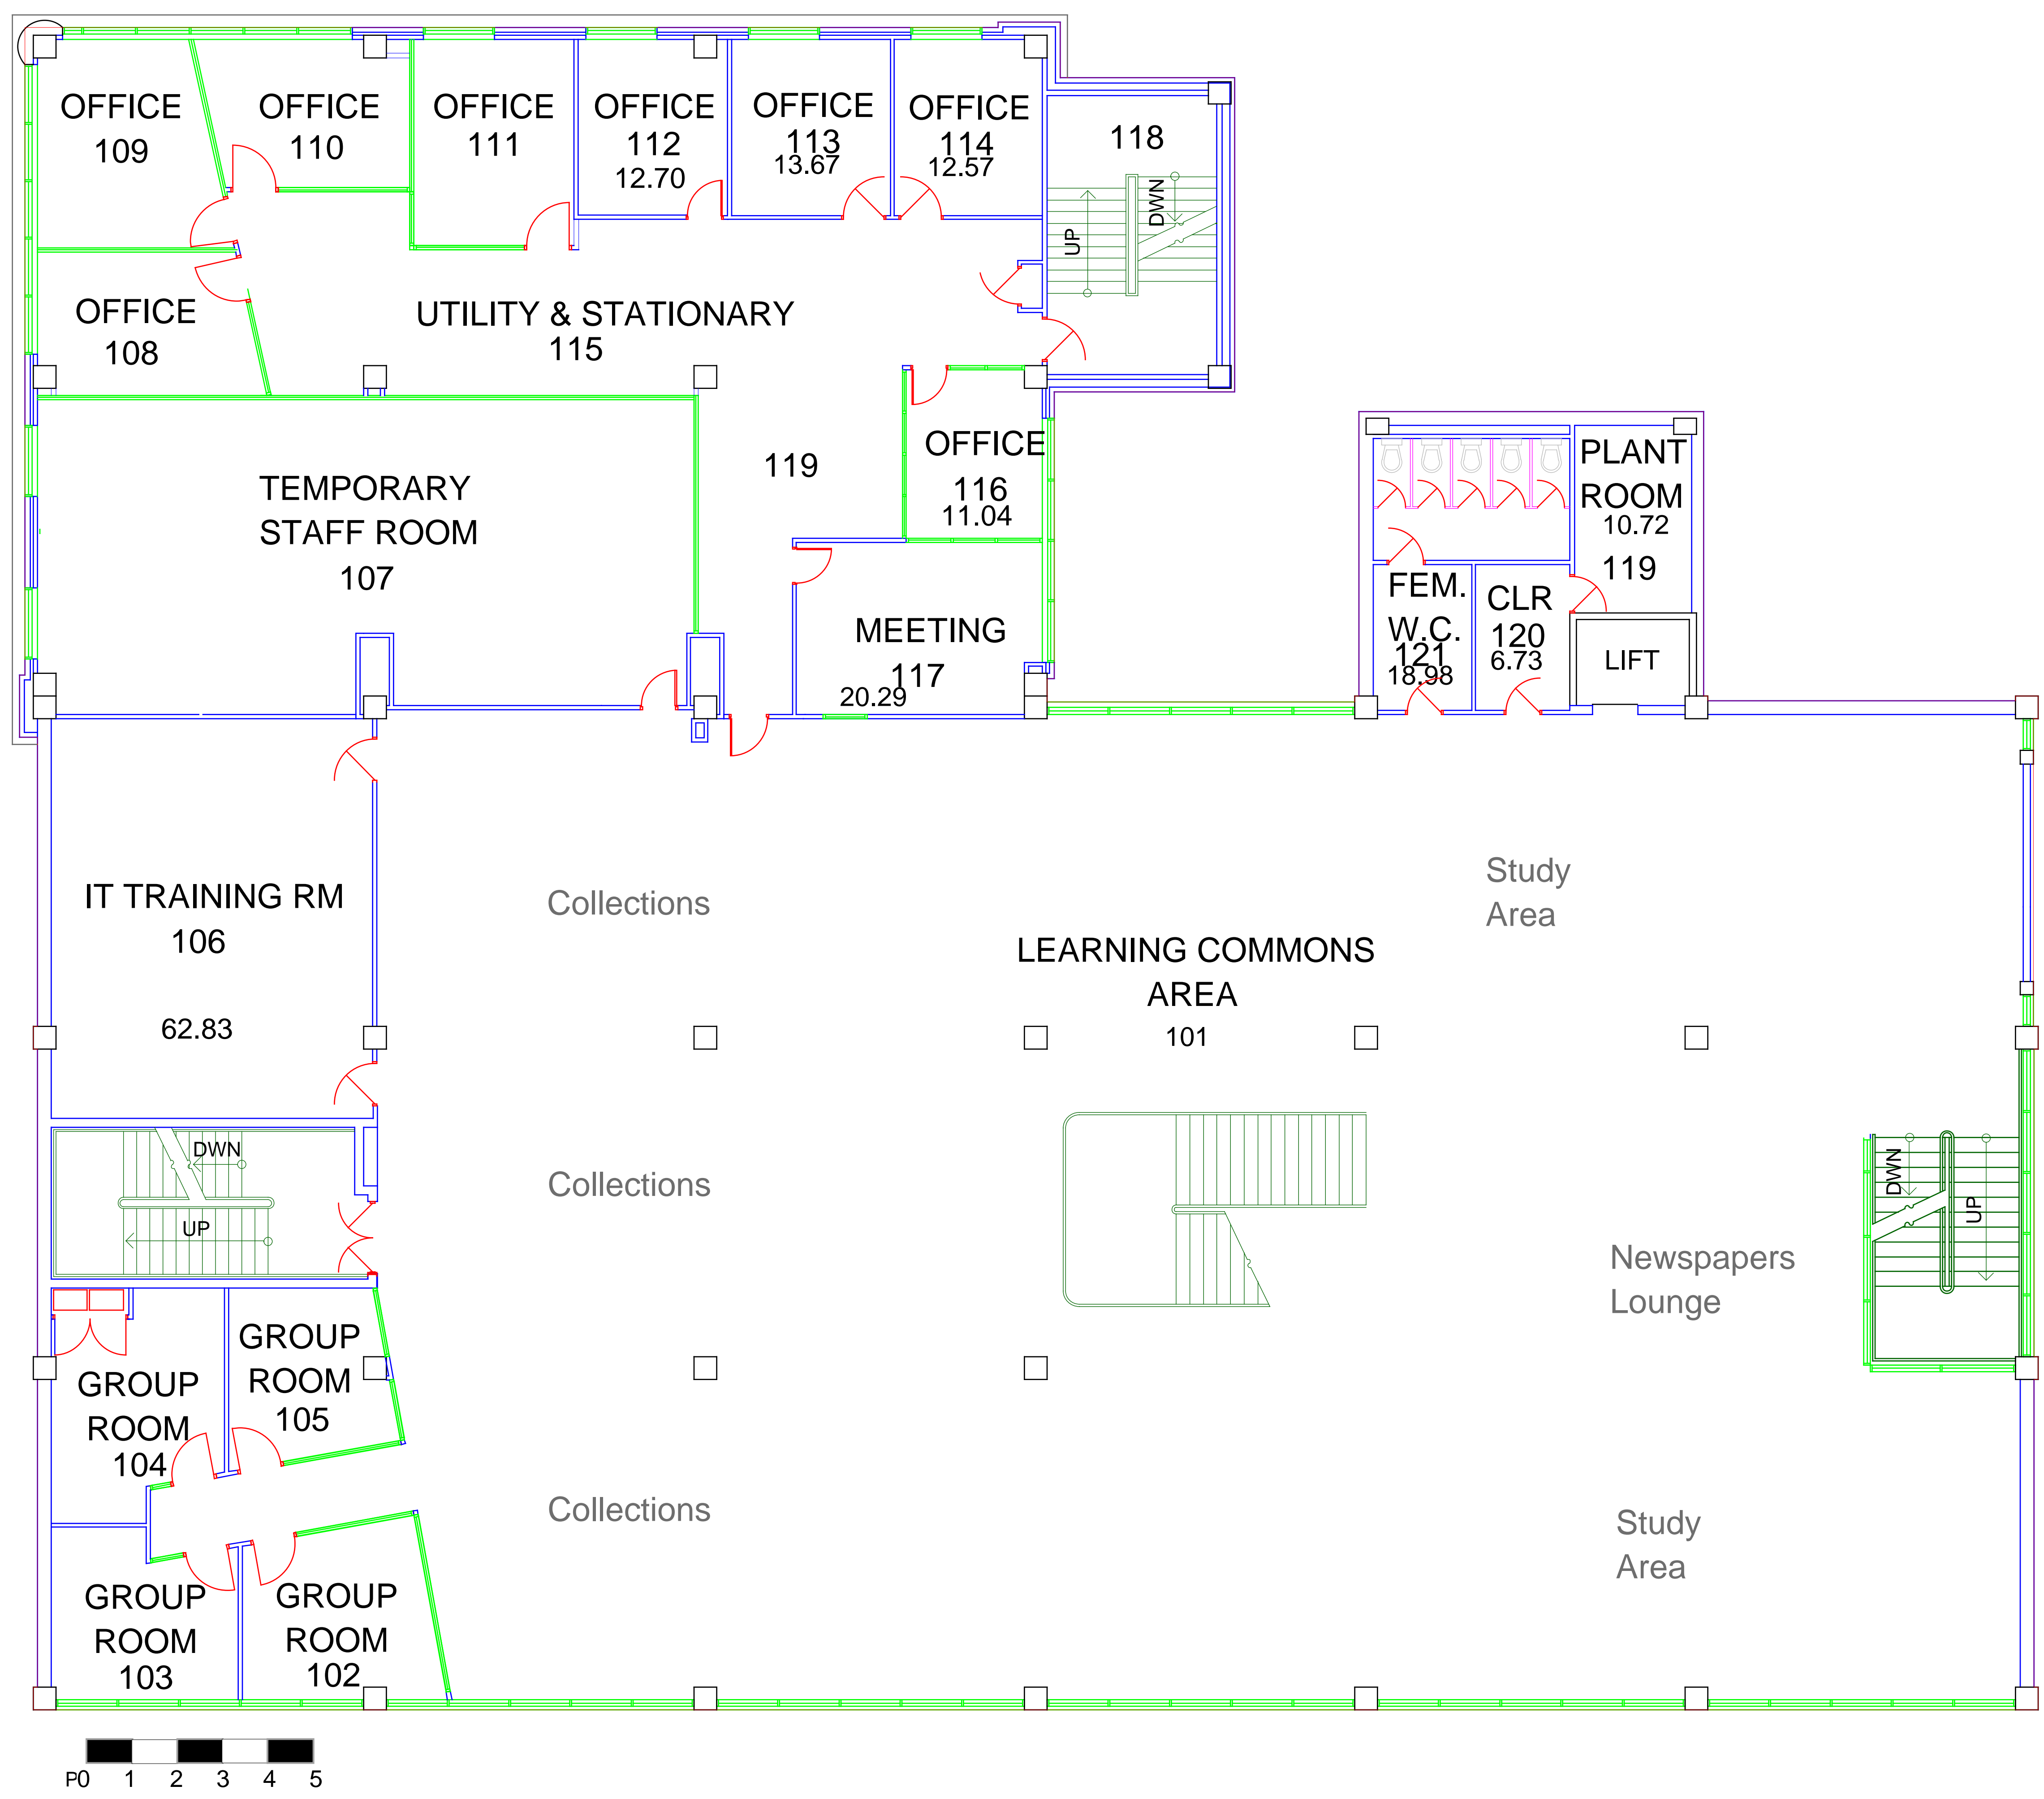 OFFICE
109
OFFICE
110
OFFICE
111
OFFICE
112
12.70
OFFICE
113
13.67
OFFICE
114
12.57
118
UP
DWN
OFFICE
108
UTILITY & STATIONARY
115
TEMPORARY
STAFF ROOM
107
119
OFFICE
116
11.04
MEETING
117
20.29
PLANT
ROOM
10.72
119
FEM.
W.C.
121
18.98
CLR
120
6.73
LIFT
IT TRAINING RM
106
62.83
Collections
Study
Area
LEARNING COMMONS
AREA
101
DWN
UP
Collections
DWN
UP
Newspapers
Lounge
GROUP
ROOM
105
GROUP
ROOM
104
Collections
Study
Area
GROUP
ROOM
103
GROUP
ROOM
102
P0 1 2 3 4 5